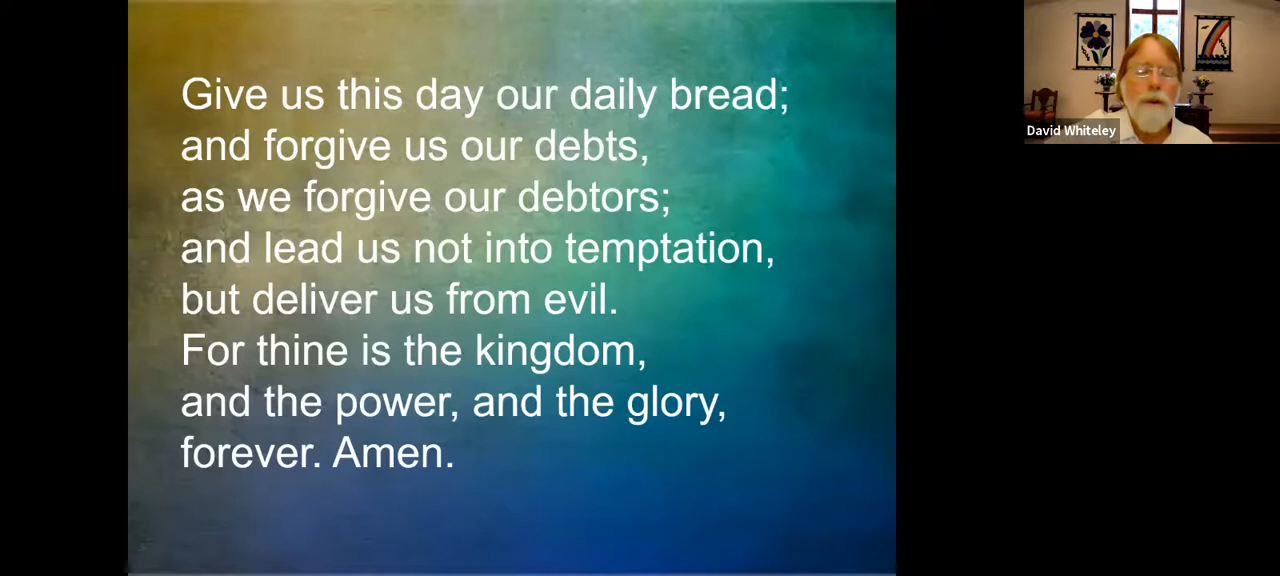 Give us this day our daily bread;
and forgive us our debts,
as we forgive our debtors;
and lead us not into temptation,
but deliver us from evil.
For thine is the kingdom,
and the power, and the glory,
forever. Amen.
David Whiteley